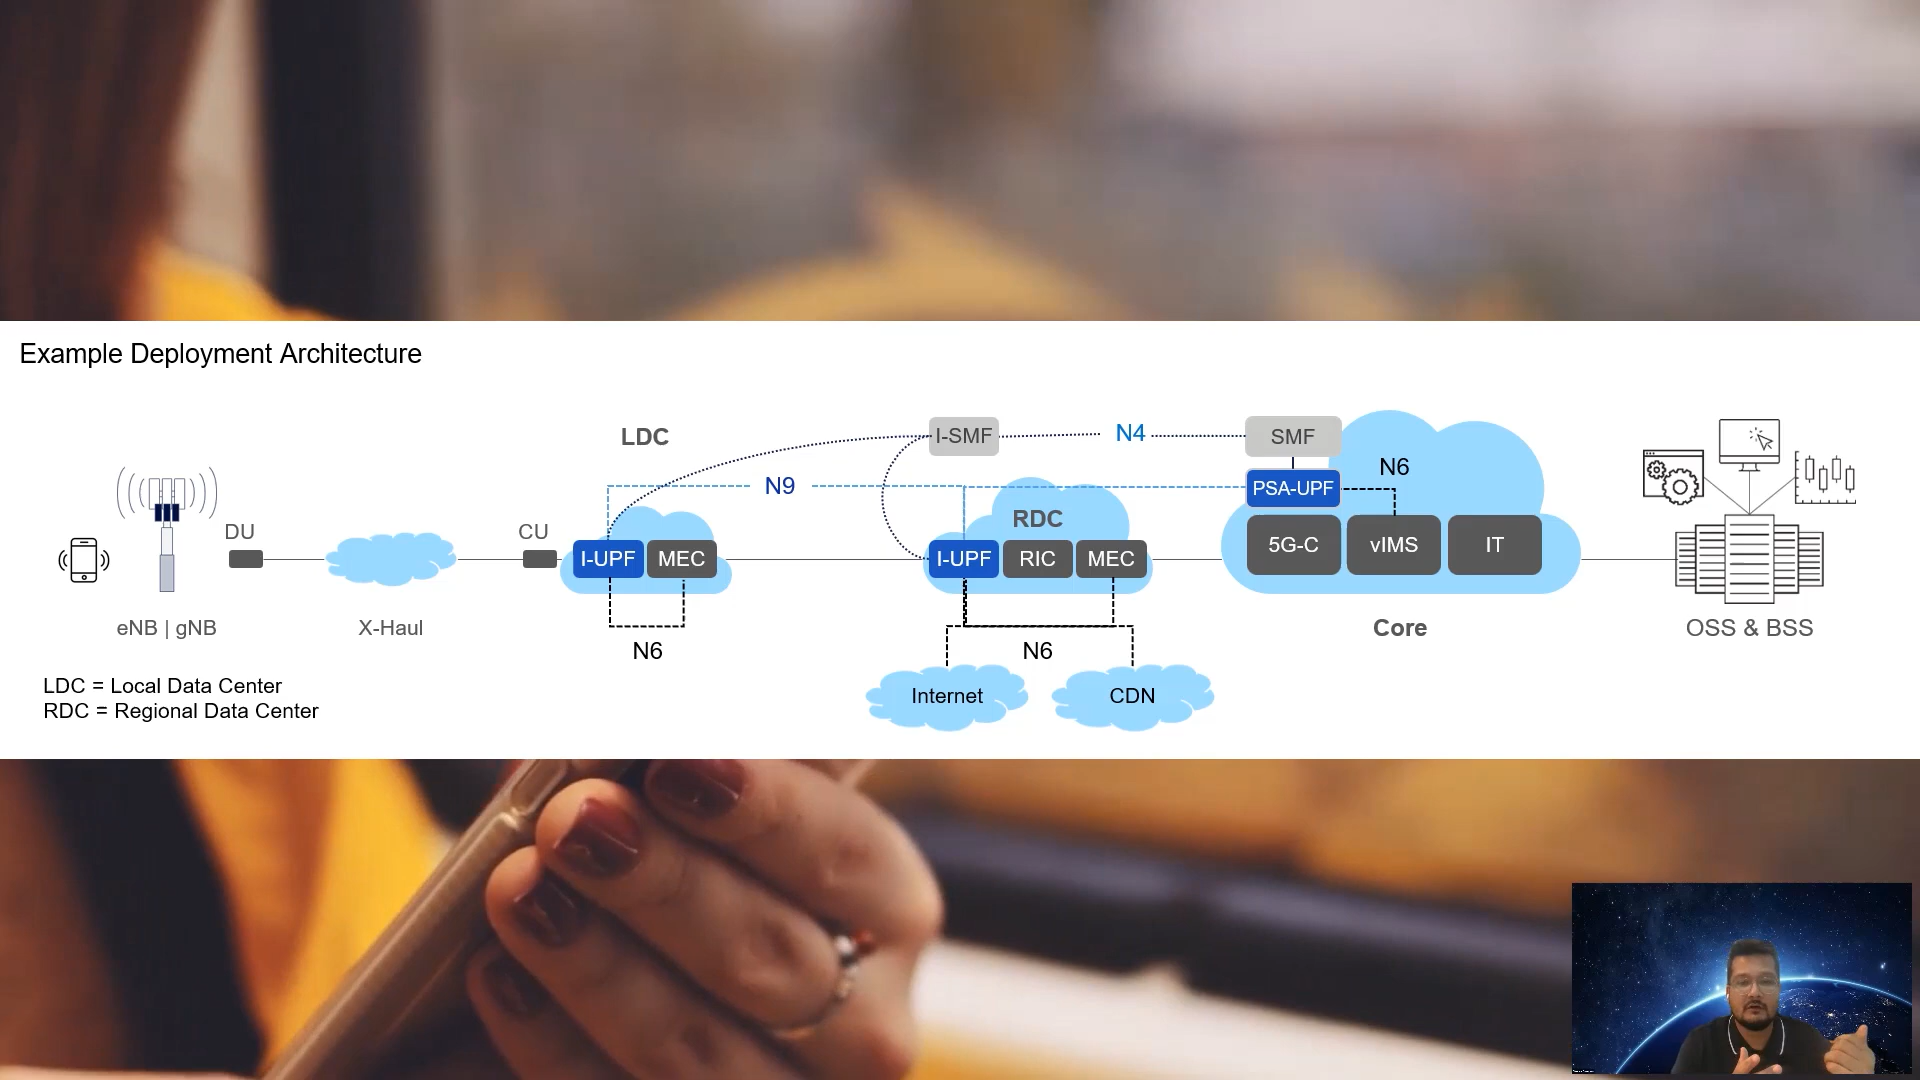 Example Deployment Architecture
LDC
I-SMF
N4
SMF
N6
N9
PSA-UPF
RDC
DU
CU
I-UPF
MEC
I-UPF
RIC
MEC
5G-C
vIMS
IT
eNB | gNB
X-Haul
N6
N6
Core
OSS & BSS
LDC = Local Data Center
RDC = Regional Data Center
Internet
CDN